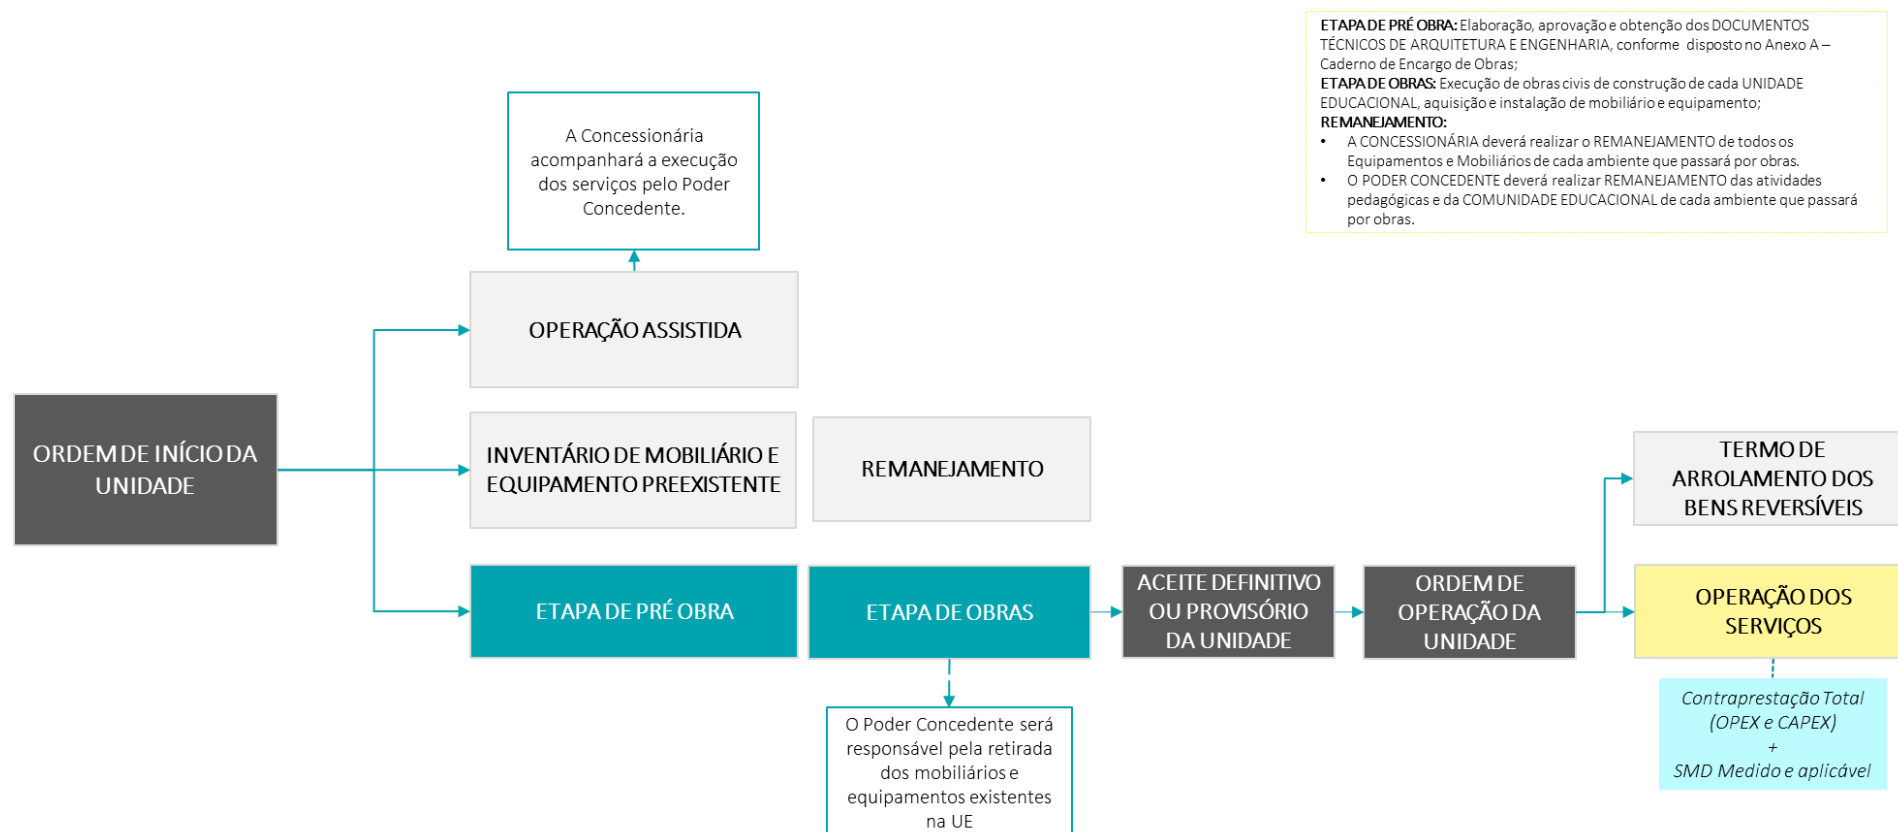 ETAPA DE PRÉ OBRA: Elaboração, aprovação e obtenção dos DOCUMENTOS
TÉCNICOS DE ARQUITETURA E ENGENHARIA, conforme disposto no Anexo A –
Caderno de Encargo de Obras;
ETAPA DE OBRAS: Execução de obras civis de construção de cada UNIDADE
EDUCACIONAL, aquisição e instalação de mobiliário e equipamento;
REMANEJAMENTO:
• A CONCESSIONÁRIA deverá realizar o REMANEJAMENTO de todos os
Equipamentos e Mobiliários de cada ambiente que passará por obras.
• O PODER CONCEDENTE deverá realizar REMANEJAMENTO das atividades
pedagógicas e da COMUNIDADE EDUCACIONAL de cada ambiente que passará
por obras.
A Concessionária
acompanhará a execução
dos serviços pelo Poder
Concedente.
OPERAÇÃO ASSISTIDA
ORDEM DE INÍCIO DA
UNIDADE
INVENTÁRIO DE MOBILIÁRIO E
EQUIPAMENTO PREEXISTENTE
REMANEJAMENTO
TERMO DE
ARROLAMENTO DOS
BENS REVERSÍVEIS
ETAPA DE PRÉ OBRA
ETAPA DE OBRAS
ACEITE DEFINITIVO
OU PROVISÓRIO
DA UNIDADE
ORDEM DE
OPERAÇÃO DA
UNIDADE
OPERAÇÃO DOS
SERVIÇOS
O Poder Concedente será
responsável pela retirada
dos mobiliários e
equipamentos existentes
na UE
Contraprestação Total
(OPEX e CAPEX)
+
SMD Medido e aplicável